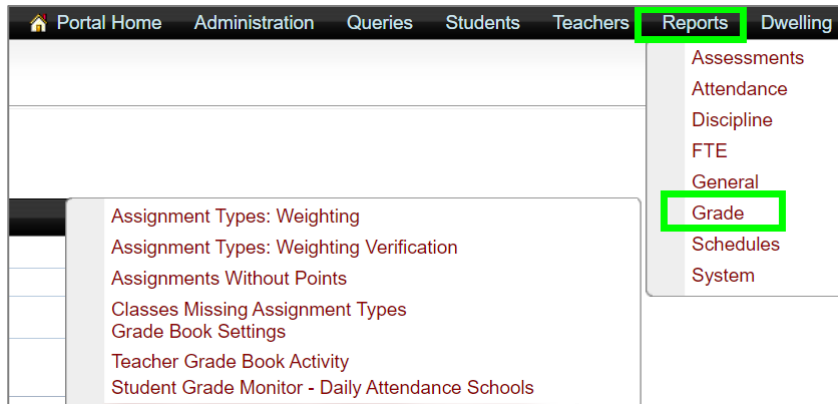 Portal Home Administration Queries Students Teachers Reports Dwelling
Assessments
Attendance
Discipline
FTE
General
Grade
Schedules
System
Assignment Types: Weighting
Assignment Types: Weighting Verification
Assignments Without Points
Classes Missing Assignment Types
Grade Book Settings
Teacher Grade Book Activity
Student Grade Monitor - Daily Attendance Schools